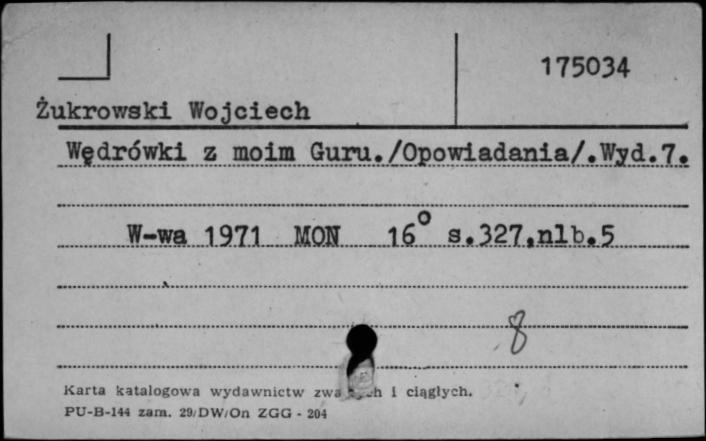 175034
Żukrowski Wojciech
Wędrówki z moim Guru./Opowiadania/.Wyd.7.
W-wa 1971 MON 16° s.327,nlb.5
8
Karta katalogowa wydawnictw i ciągłych.
PU-B-144 zam. 29/DW/On ZGG - 204